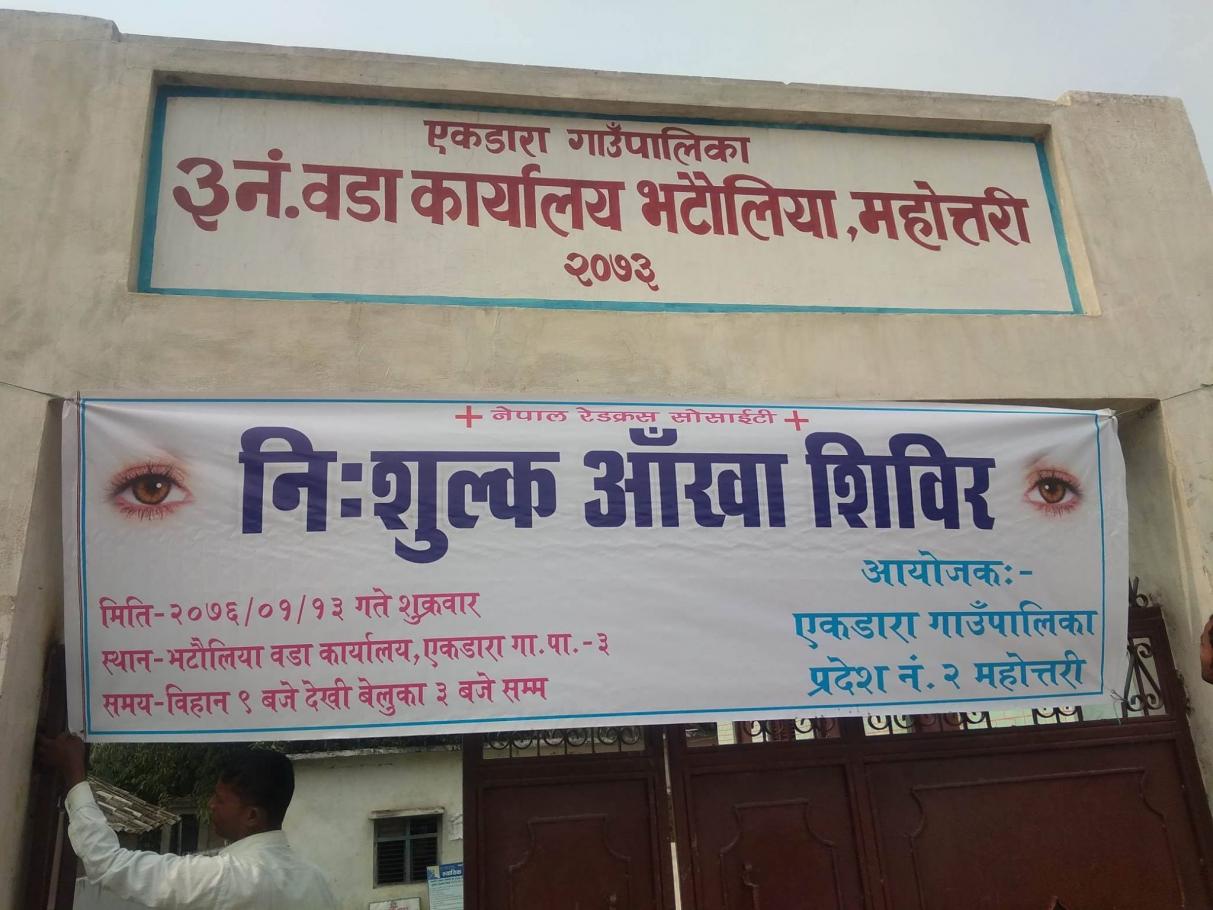 एकडारा गाउँपालिका
३ नं. वडा कार्यालय भटौलिया, महोत्तरी
२०७३
+ नेपाल रेडक्रस सोसाईटी +
निःशुल्क आँखा शिविर
आयोजकः-
एकडारा गाउँपालिका
प्रदेश नं. २ महोत्तरी
मिति-२०७६/०१/१३ गते शुक्रवार
स्थान-भटौलिया वडा कार्यालय,एकडारा गा.पा.-३
समय-विहान ९ बजे देखी बेलुका ३ बजे सम्म